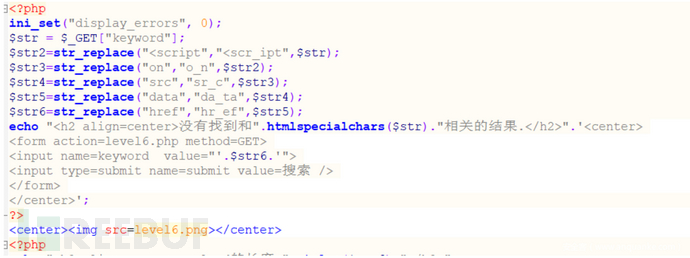 <?php
ini_set("display_errors", 0);
$str = $_GET["keyword"];
$str2=str_replace("<script","<scr_ipt",$str);
$str3=str_replace("on","o_n",$str2);
$str4=str_replace("src","sr_c",$str3);
$str5=str_replace("data","da_ta",$str4);
$str6=str_replace("href","hr_ef",$str5);
echo "<h2 align=center>没有找到和".htmlspecialchars($str)."相关的结果.</h2>".'<center>
<form action=level6.php method=GET>
<input name=keyword  value="'.$str6.'">
<input type=submit name=submit value=搜索 />
</form>
</center>';
?>
<center><img src=level6.png></center>
<?php